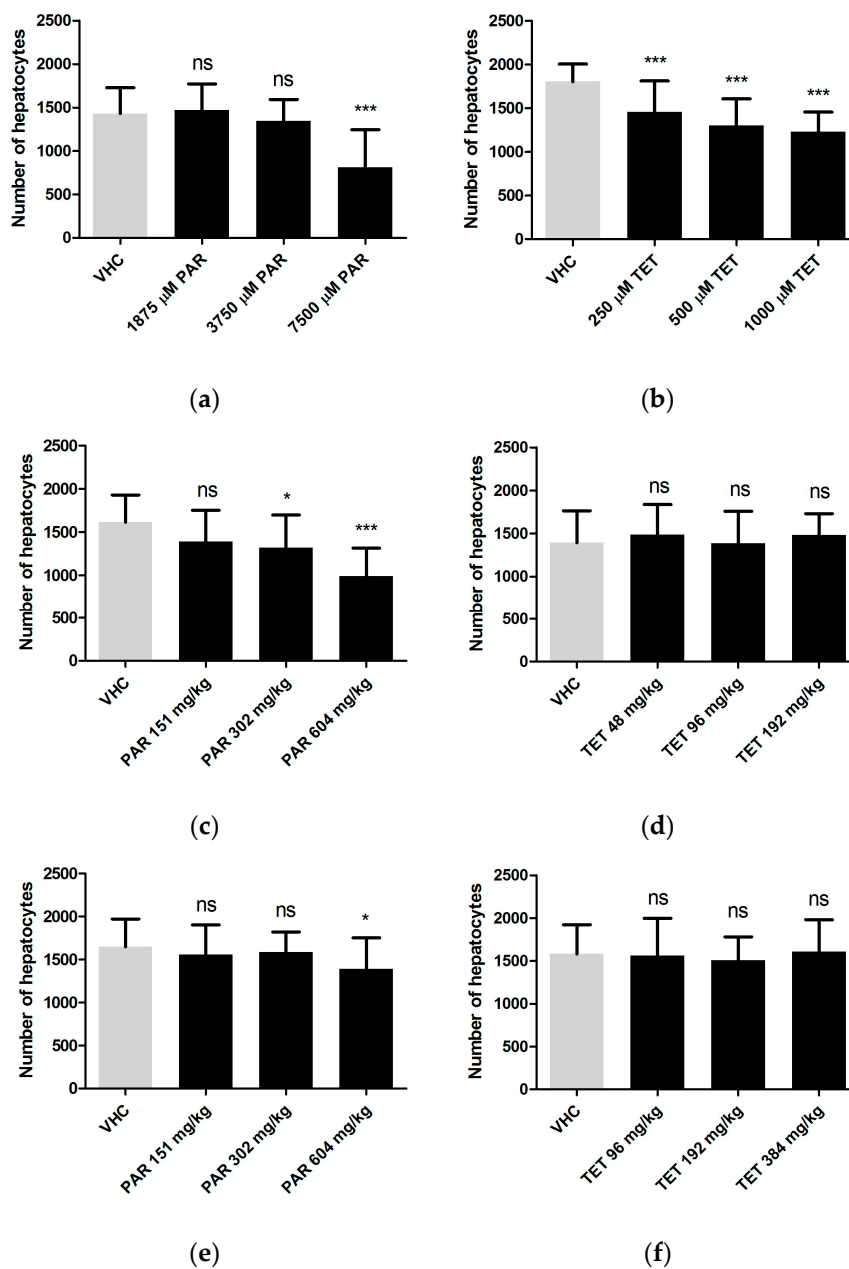 Number of hepatocytes
2500
2000
1500
1000
500
0
ns
ns
***
VHC
1875 μM PAR
3750 μM PAR
7500 μM PAR
(a)
Number of hepatocytes
2500
2000
1500
1000
500
0
***
***
***
VHC
250 μM TET
500 μM TET
1000 μM TET
(b)
Number of hepatocytes
2500
2000
1500
1000
500
0
ns
*
***
VHC
PAR 151 mg/kg
PAR 302 mg/kg
PAR 604 mg/kg
(c)
Number of hepatocytes
2500
2000
1500
1000
500
0
ns
ns
ns
VHC
TET 48 mg/kg
TET 96 mg/kg
TET 192 mg/kg
(d)
Number of hepatocytes
2500
2000
1500
1000
500
0
ns
ns
*
VHC
PAR 151 mg/kg
PAR 302 mg/kg
PAR 604 mg/kg
(e)
Number of hepatocytes
2500
2000
1500
1000
500
0
ns
ns
ns
VHC
TET 96 mg/kg
TET 192 mg/kg
TET 384 mg/kg
(f)